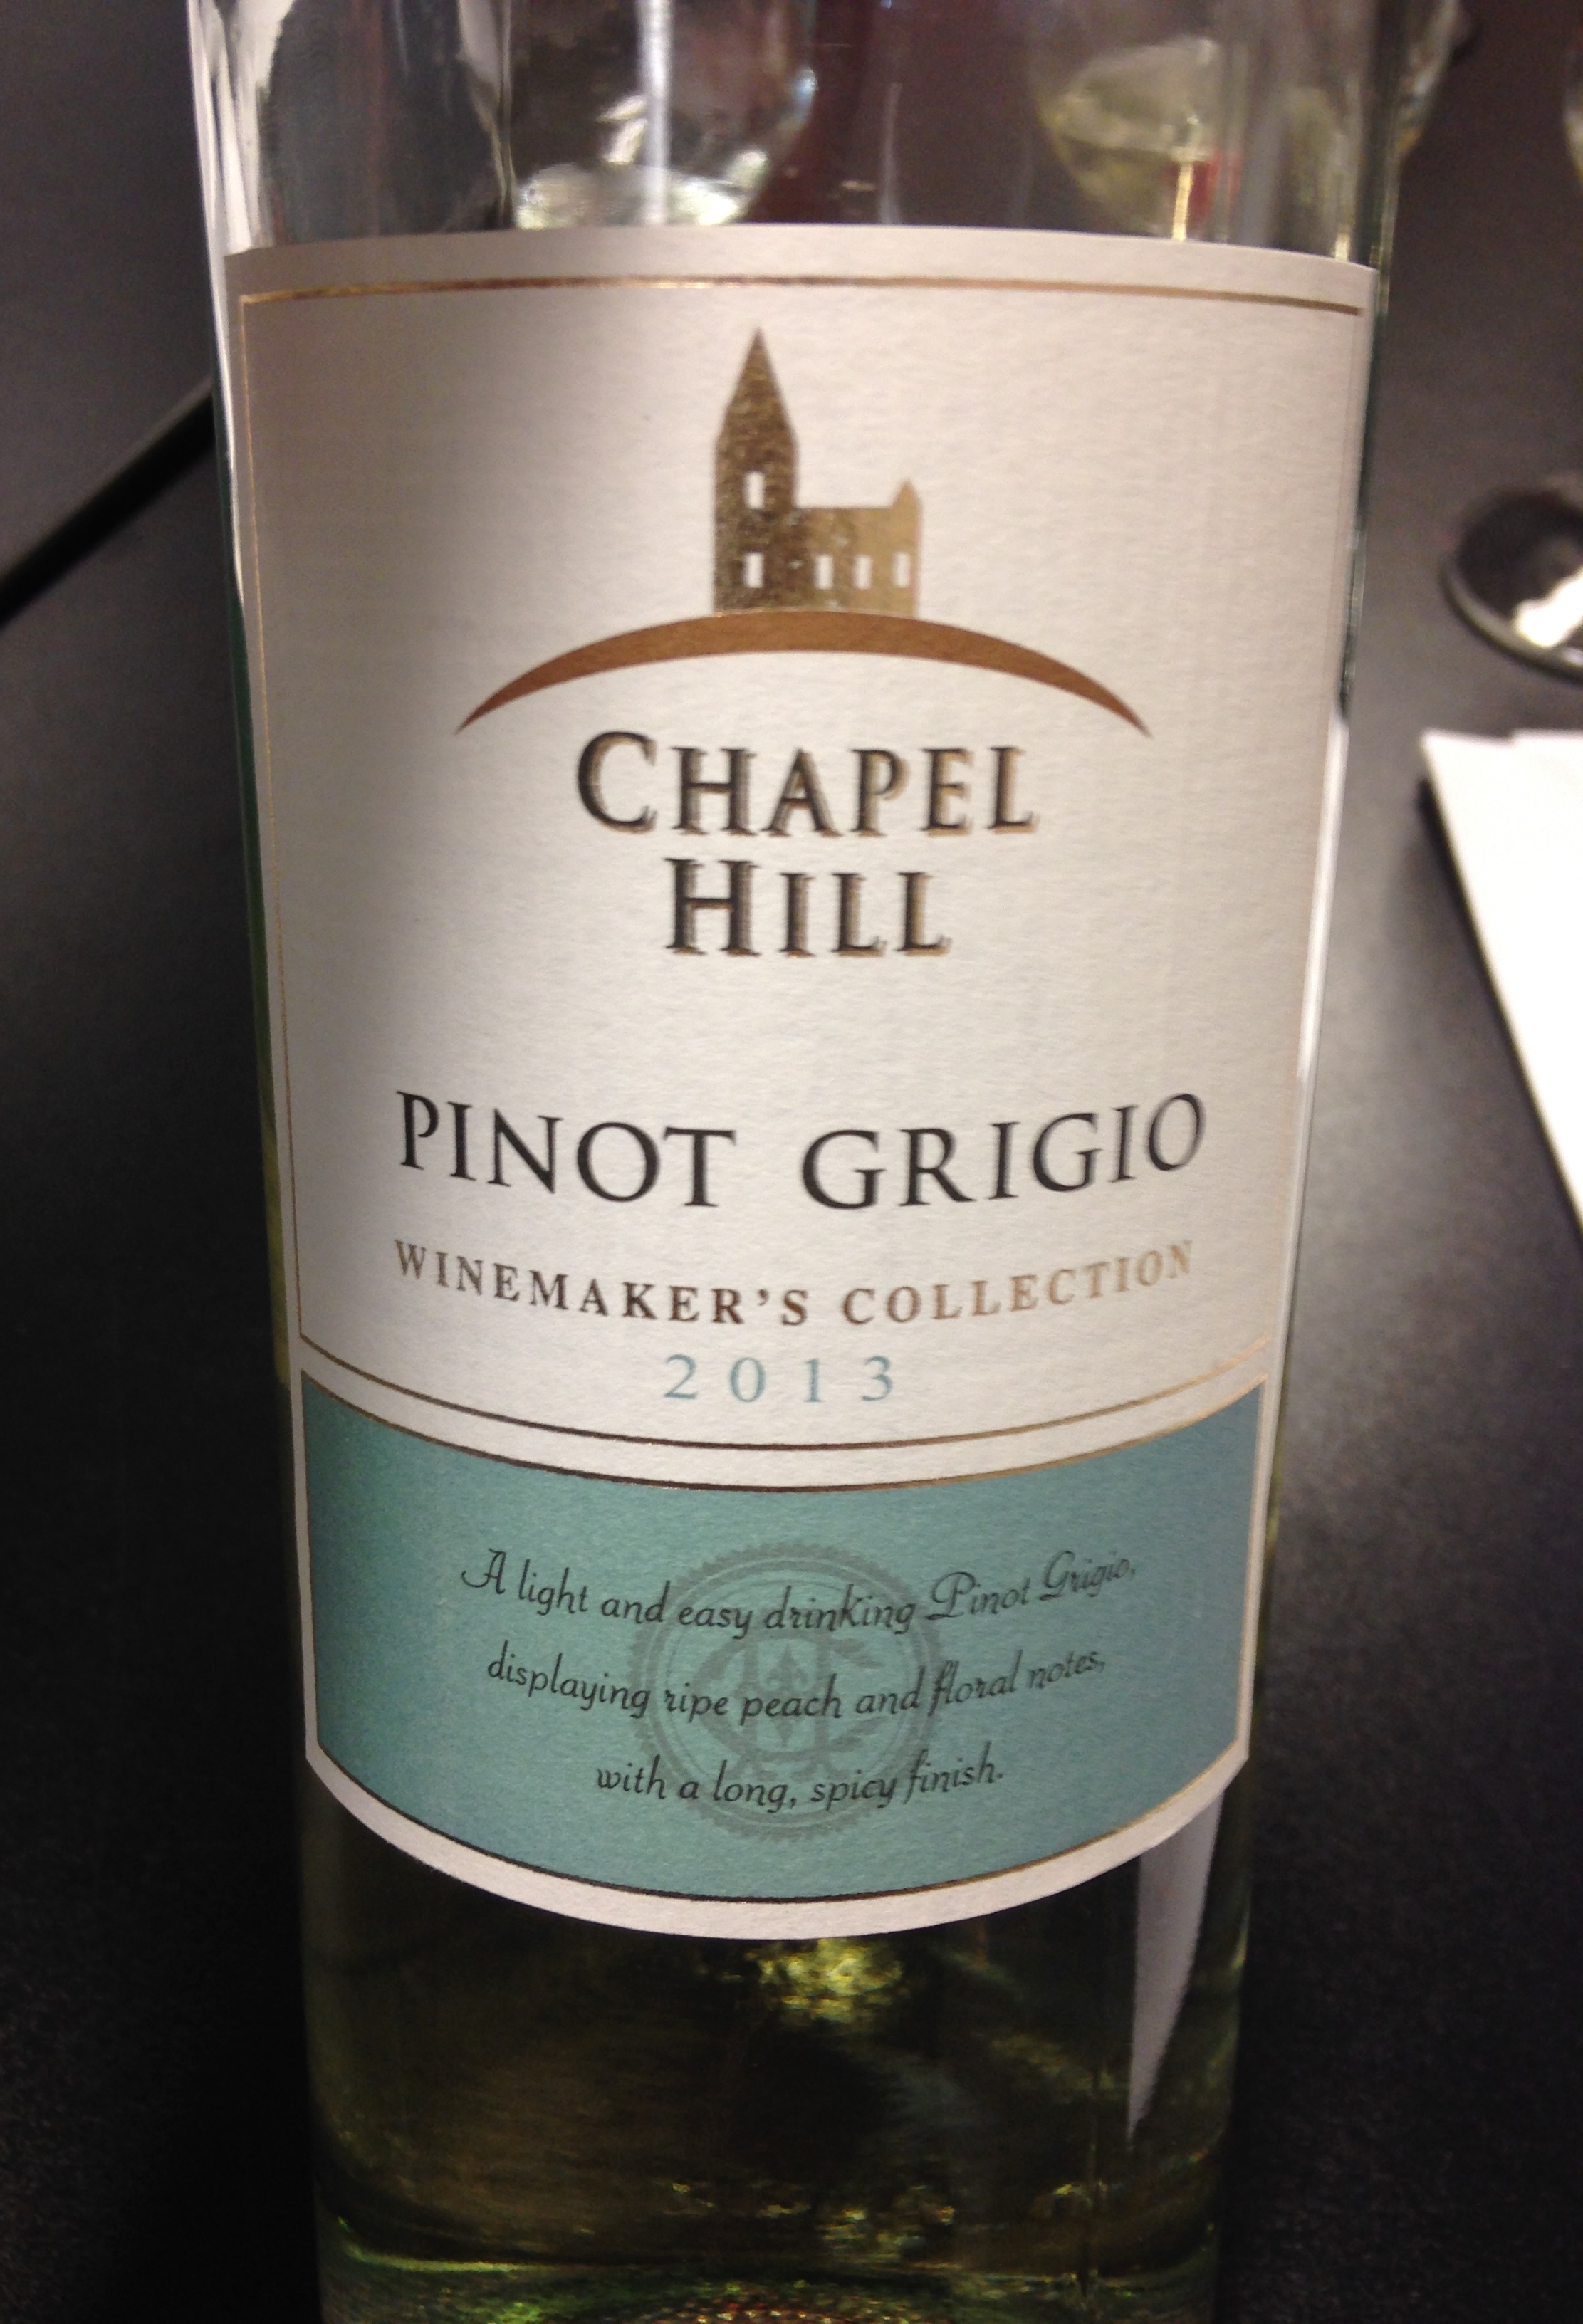 CHAPEL
HILL
PINOT GRIGIO
WINEMAKER'S COLLECTION
2013
A light and easy drinking Pinot Grigio,
displaying ripe peach and floral notes,
with a long, spicy finish.